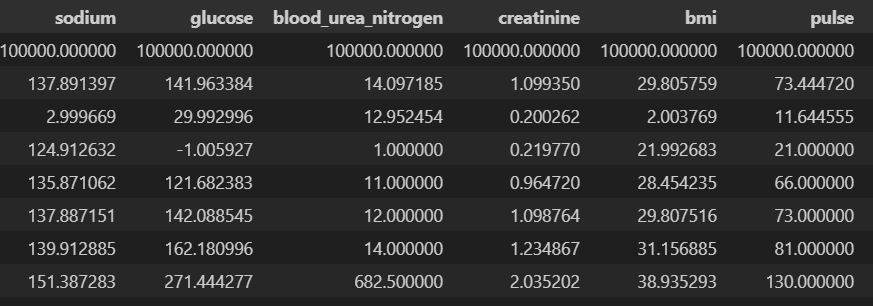 sodium glucose blood_urea_nitrogen creatinine bmi pulse
100000.000000 100000.000000 100000.000000 100000.000000 100000.000000 100000.000000
137.891397 141.963384 14.097185 1.099350 29.805759 73.444720
2.999669 29.992996 12.952454 0.200262 2.003769 11.644555
124.912632 -1.005927 1.000000 0.219770 21.992683 21.000000
135.871062 121.682383 11.000000 0.964720 28.454235 66.000000
137.887151 142.088545 12.000000 1.098764 29.807516 73.000000
139.912885 162.180996 14.000000 1.234867 31.156885 81.000000
151.387283 271.444277 682.500000 2.035202 38.935293 130.000000